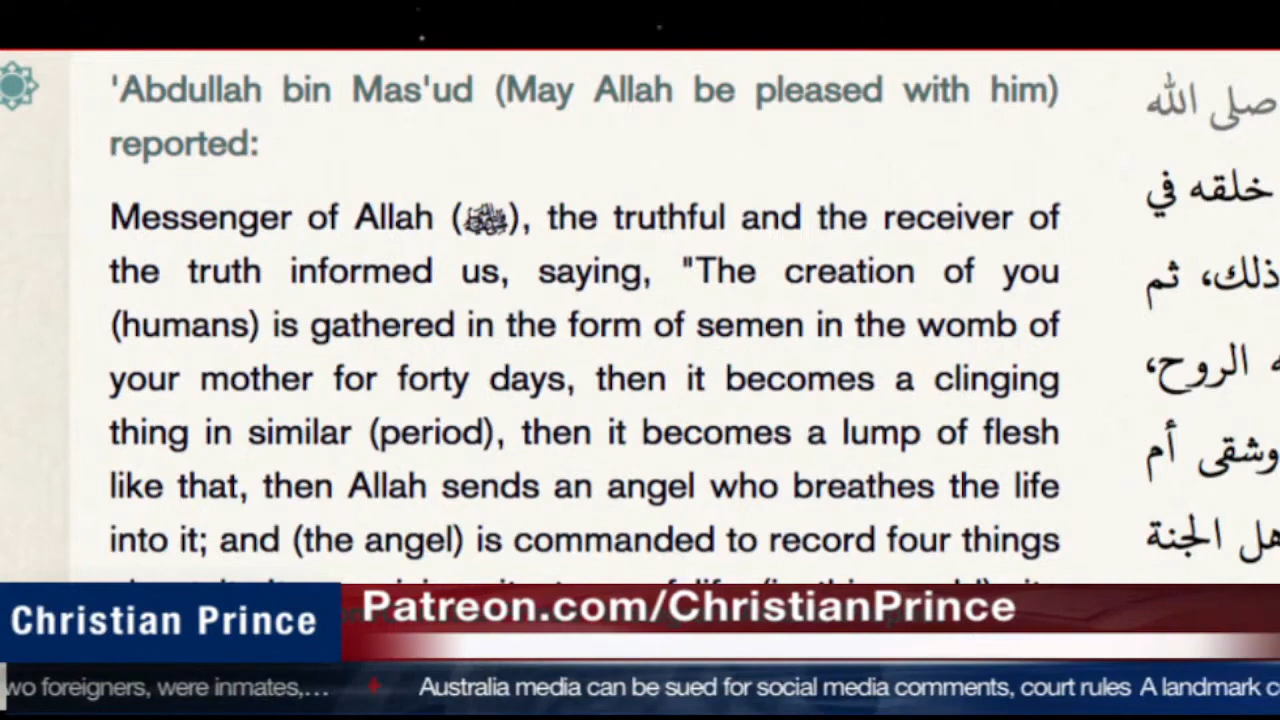 'Abdullah bin Mas'ud (May Allah be pleased with him)
reported:
Messenger of Allah (ﷺ), the truthful and the receiver of
the truth informed us, saying, "The creation of you
(humans) is gathered in the form of semen in the womb of
your mother for forty days, then it becomes a clinging
thing in similar (period), then it becomes a lump of flesh
like that, then Allah sends an angel who breathes the life
into it; and (the angel) is commanded to record four things
صلى الله
خلقه في
ذلك، ثم
الروح،
وشقى أم
هل الجنة
Christian Prince
Patreon.com/ChristianPrince
wo foreigners, were inmates,... Australia media can be sued for social media comments, court rules A landmark c